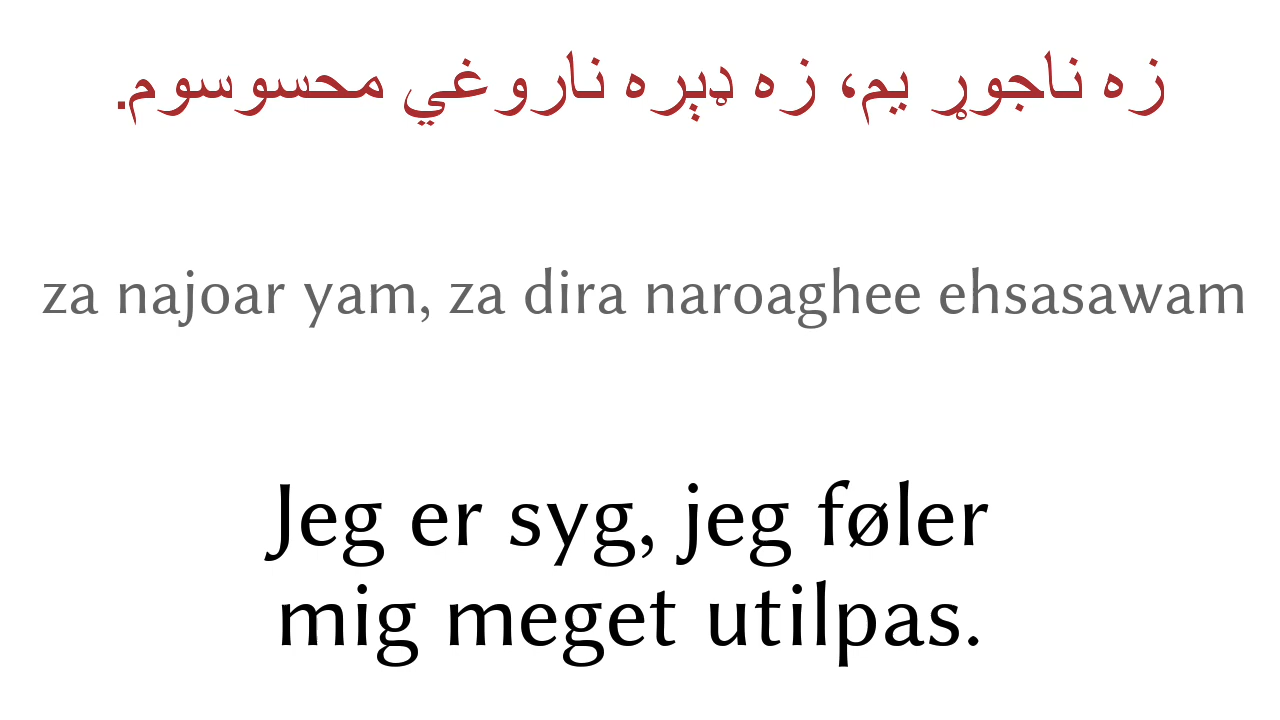 زه ناجوړ يم، زه ډېره ناروغي محسوسوم.
za najoar yam, za dira naroaghee ehsasawam
Jeg er syg, jeg føler
mig meget utilpas.